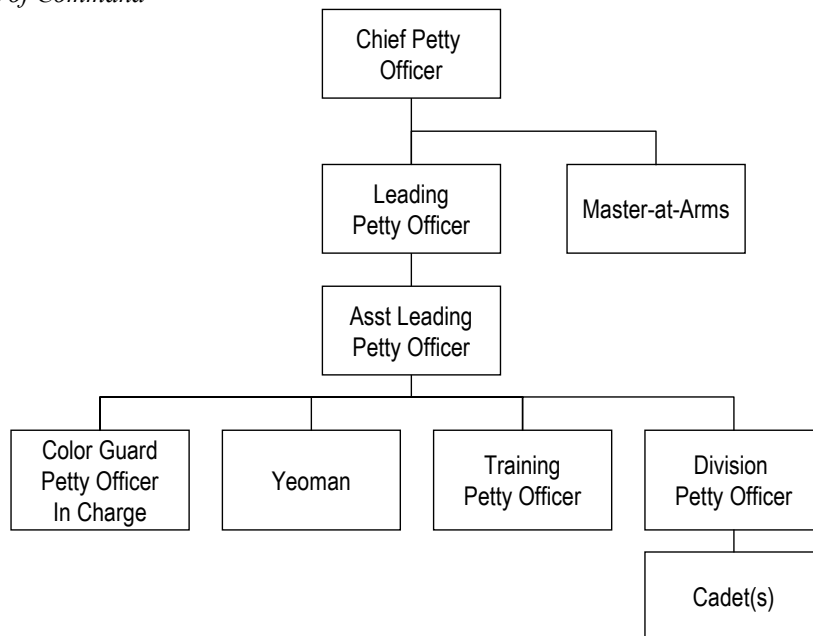 of Command
Chief Petty
Officer
Leading
Petty Officer
Master-at-Arms
Asst Leading
Petty Officer
Color Guard
Petty Officer
In Charge
Yeoman
Training
Petty Officer
Division
Petty Officer
Cadet(s)